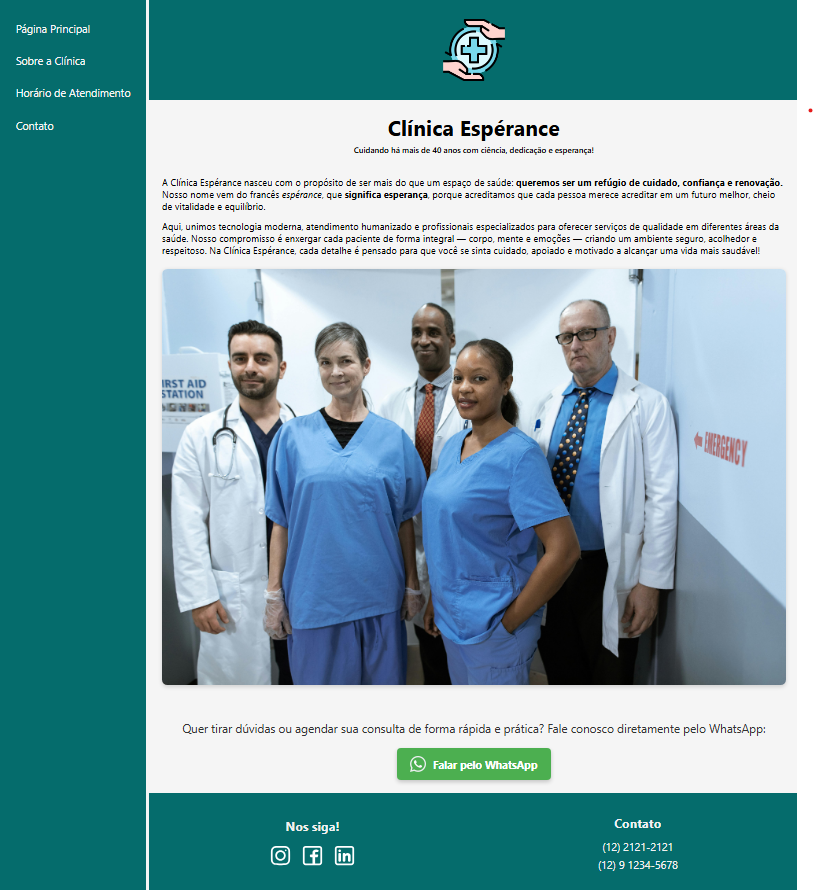 Página Principal
Sobre a Clínica
Horário de Atendimento
Contato
Clínica Espérance
Cuidando há mais de 40 anos com ciência, dedicação e esperança!
A Clínica Espérance nasceu com o propósito de ser mais do que um espaço de saúde: queremos ser um refúgio de cuidado, confiança e renovação.
Nosso nome vem do francês espérance, que significa esperança, porque acreditamos que cada pessoa merece acreditar em um futuro melhor, cheio
de vitalidade e equilíbrio.
Aqui, unimos tecnologia moderna, atendimento humanizado e profissionais especializados para oferecer serviços de qualidade em diferentes áreas da
saúde. Nosso compromisso é enxergar cada paciente de forma integral — corpo, mente e emoções — criando um ambiente seguro, acolhedor e
respeitoso. Na Clínica Espérance, cada detalhe é pensado para que você se sinta cuidado, apoiado e motivado a alcançar uma vida mais saudável!
IRST AID
STATION
EMERGENCY
Quer tirar dúvidas ou agendar sua consulta de forma rápida e prática? Fale conosco diretamente pelo WhatsApp:
Falar pelo WhatsApp
Nos siga!
Contato
(12) 2121-2121
(12) 9 1234-5678